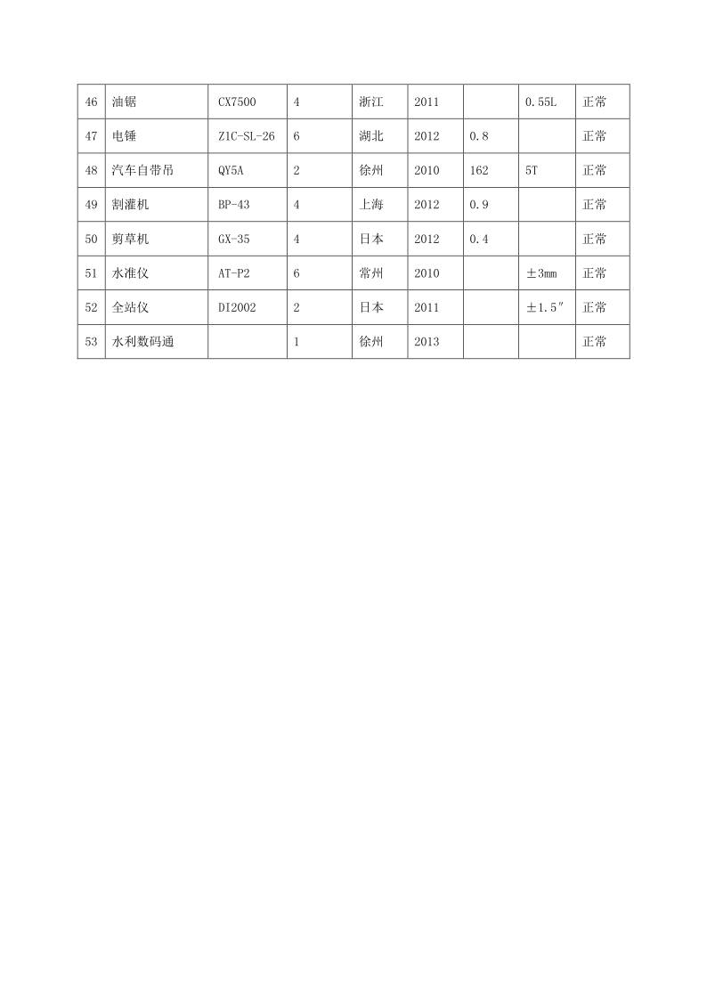 46 油锯 CX7500 4 浙江 2011 0.55L 正常
47 电锤 Z1C-SL-26 6 湖北 2012 0.8 正常
48 汽车自带吊 QY5A 2 徐州 2010 162 5T 正常
49 割灌机 BP-43 4 上海 2012 0.9 正常
50 剪草机 GX-35 4 日本 2012 0.4 正常
51 水准仪 AT-P2 6 常州 2010 ±3mm 正常
52 全站仪 DI2002 2 日本 2011 ±1.5″ 正常
53 水利数码通 1 徐州 2013 正常